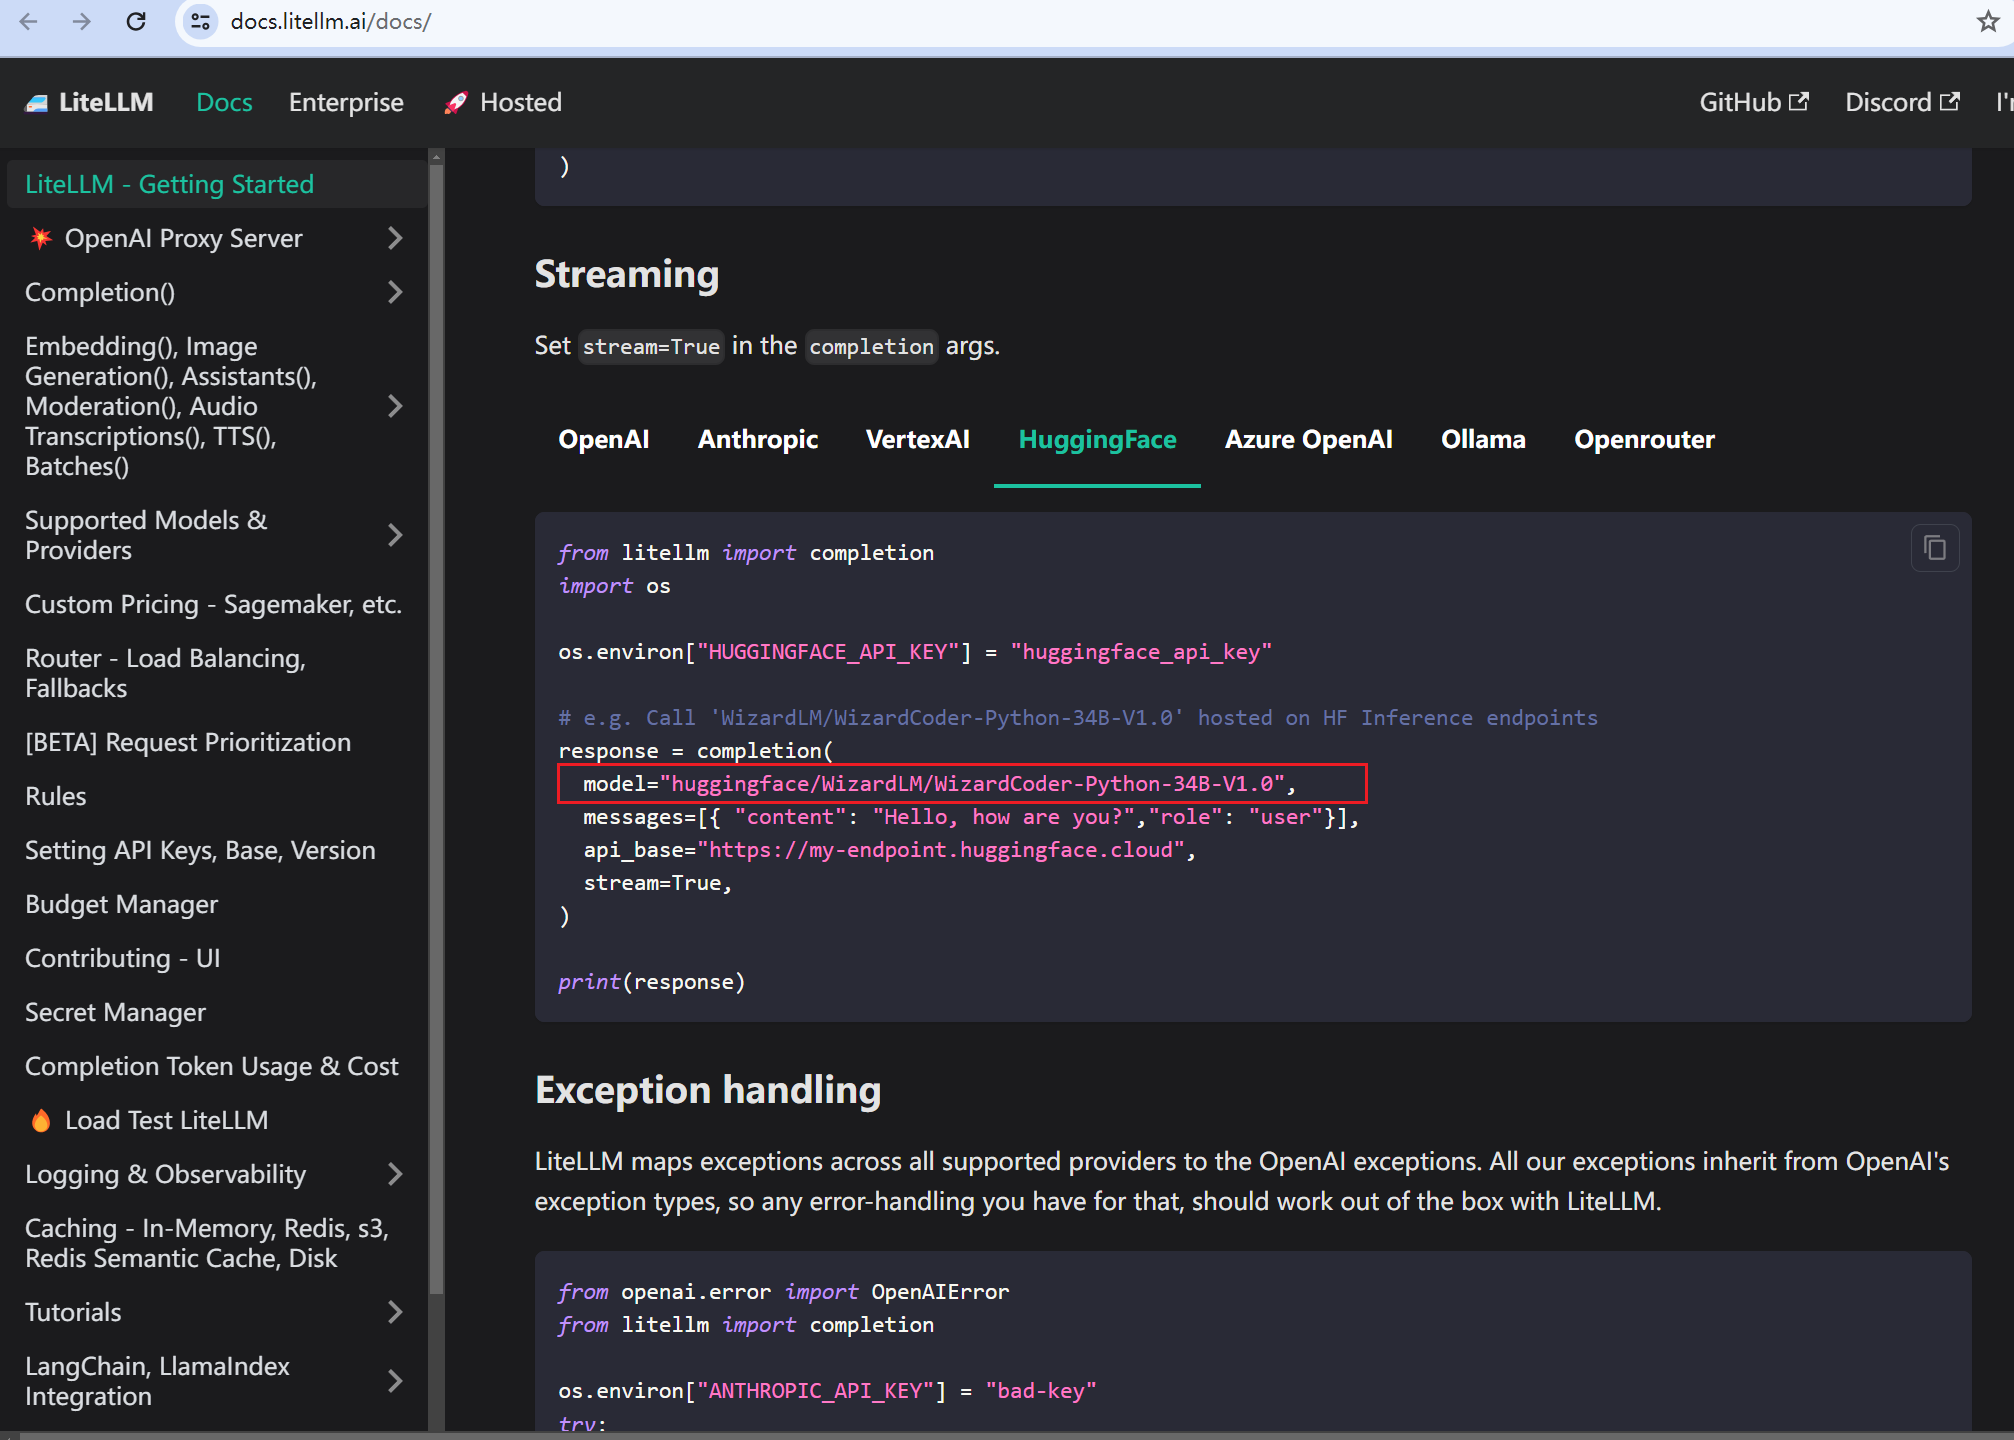 docs.litellm.ai/docs/
LiteLLM Docs Enterprise Hosted GitHub Discord I'
LiteLLM - Getting Started
OpenAI Proxy Server
Completion()
Embedding(), Image
Generation(), Assistants(),
Moderation(), Audio
Transcriptions(), TTS(),
Batches()
Supported Models &
Providers
Custom Pricing - Sagemaker, etc.
Router - Load Balancing,
Fallbacks
[BETA] Request Prioritization
Rules
Setting API Keys, Base, Version
Budget Manager
Contributing - UI
Secret Manager
Completion Token Usage & Cost
Load Test LiteLLM
Logging & Observability
Caching - In-Memory, Redis, s3,
Redis Semantic Cache, Disk
Tutorials
LangChain, LlamaIndex
Integration
)
Streaming
Set stream=True in the completion args.
OpenAI Anthropic VertexAI HuggingFace Azure OpenAI Ollama Openrouter
from litellm import completion
import os
os.environ["HUGGINGFACE_API_KEY"] = "huggingface_api_key"
# e.g. Call 'WizardLM/WizardCoder-Python-34B-V1.0' hosted on HF Inference endpoints
response = completion(
model="huggingface/WizardLM/WizardCoder-Python-34B-V1.0",
messages=[{ "content": "Hello, how are you?","role": "user"}],
api_base="https://my-endpoint.huggingface.cloud",
stream=True,
)
print(response)
Exception handling
LiteLLM maps exceptions across all supported providers to the OpenAI exceptions. All our exceptions inherit from OpenAI's
exception types, so any error-handling you have for that, should work out of the box with LiteLLM.
from openai.error import OpenAIError
from litellm import completion
os.environ["ANTHROPIC_API_KEY"] = "bad-key"
try: